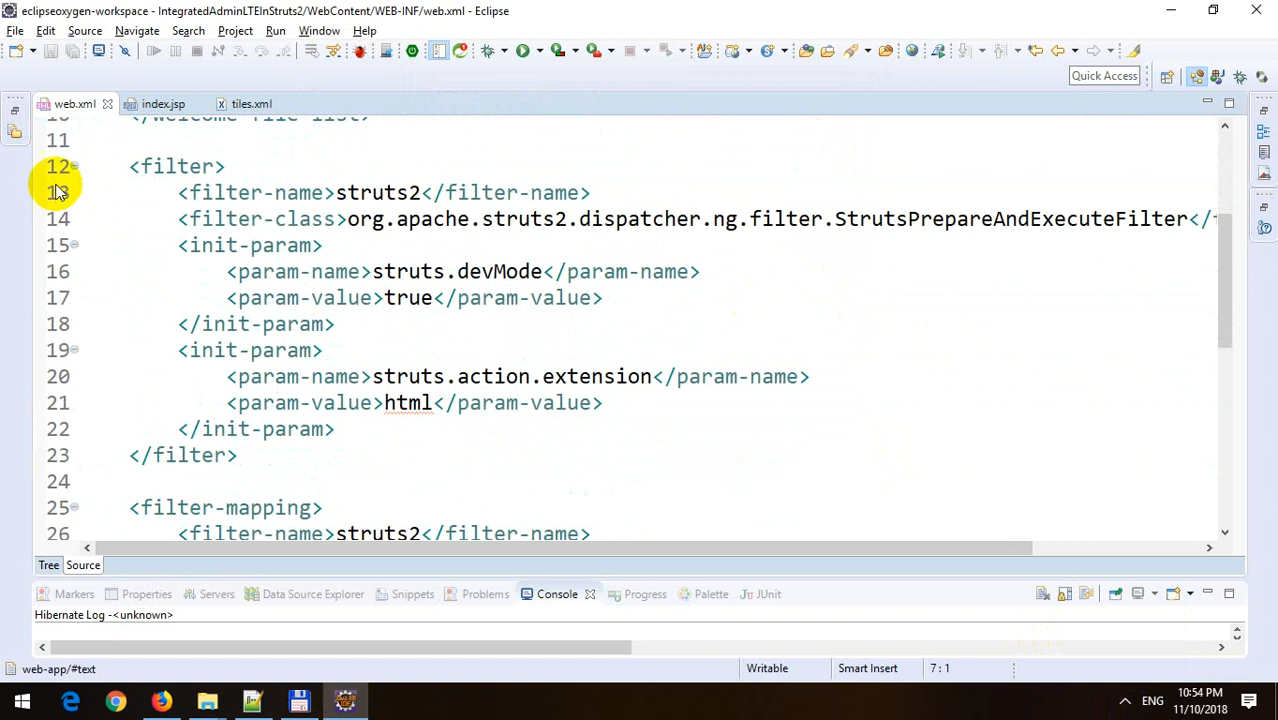 eclipseoxygen-workspace - IntegratedAdminLTEInStruts2/WebContent/WEB-INF/web.xml - Eclipse
File Edit Source Navigate Search Project Run Window Help
Quick Access
web.xml index.jsp tiles.xml
10 </welcome-file-list>
11
12 <filter>
13 <filter-name>struts2</filter-name>
14 <filter-class>org.apache.struts2.dispatcher.ng.filter.StrutsPrepareAndExecuteFilter</f
15 <init-param>
16 <param-name>struts.devMode</param-name>
17 <param-value>true</param-value>
18 </init-param>
19 <init-param>
20 <param-name>struts.action.extension</param-name>
21 <param-value>html</param-value>
22 </init-param>
23 </filter>
24
25 <filter-mapping>
26 <filter-name>struts2</filter-name>
Tree Source
Markers Properties Servers Data Source Explorer Snippets Problems Console Progress Palette JUnit
Hibernate Log -<unknown>
web-app/#text Writable Smart Insert 7 : 1
ENG 10:54 PM
11/10/2018